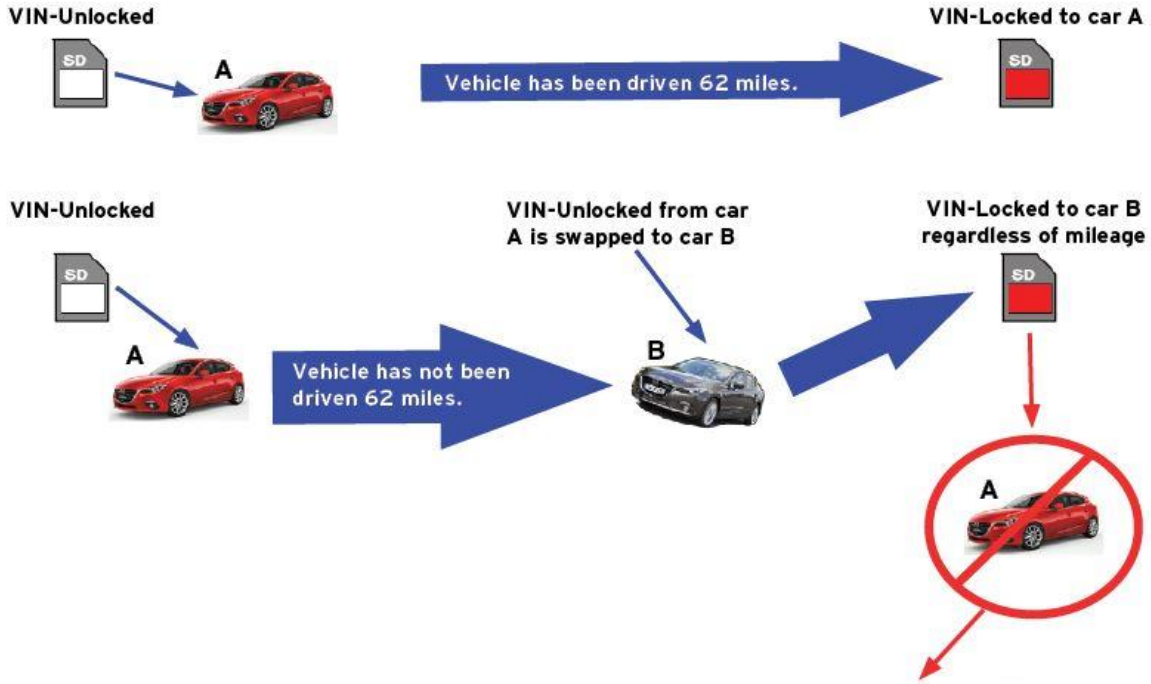 VIN-Unlocked
VIN-Locked to car A
SD
A
Vehicle has been driven 62 miles.
SD
VIN-Unlocked
VIN-Unlocked from car
A is swapped to car B
VIN-Locked to car B
regardless of mileage
SD
SD
A
B
Vehicle has not been
driven 62 miles.
A